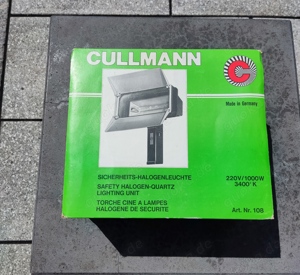 CULLMANN
C
Made in Germany
SICHERHEITS-HALOGENLEUCHTE
220V/1000W
3400°K
SAFETY HALOGEN-QUARTZ
LIGHTING UNIT
TORCHE CINE A LAMPES
HALOGENE DE SECURITE
Art. Nr. 108